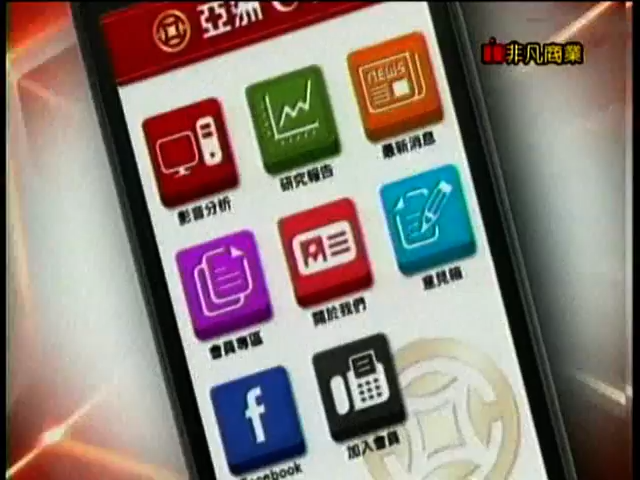 亞洲
非凡商業
NEWS
影音分析
研究報告
最新消息
會員專區
關於我們
意見箱
f
Facebook
加入會員